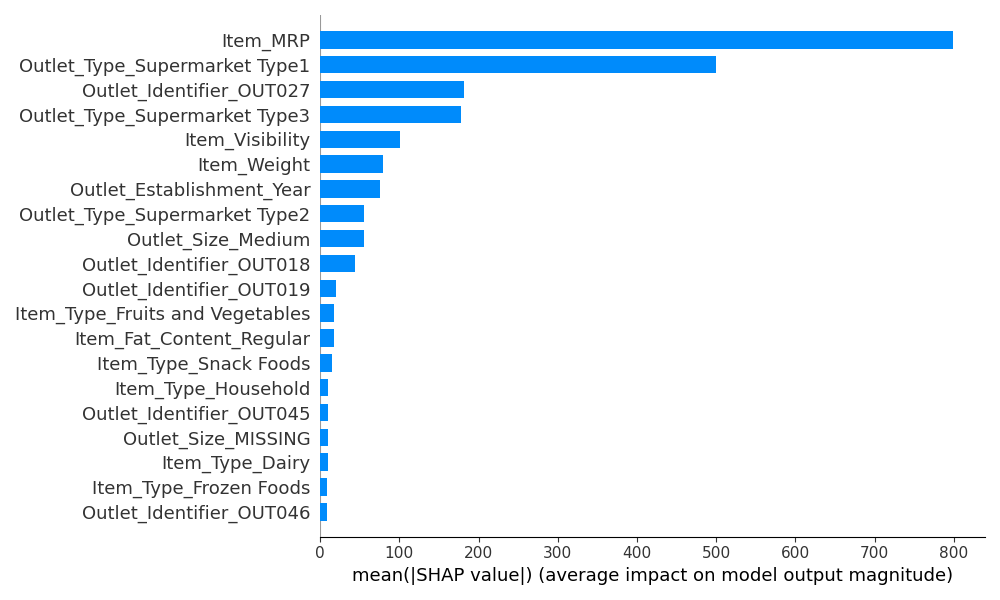 Item_MRP
Outlet_Type_Supermarket Type1
Outlet_Identifier_OUT027
Outlet_Type_Supermarket Type3
Item_Visibility
Item_Weight
Outlet_Establishment_Year
Outlet_Type_Supermarket Type2
Outlet_Size_Medium
Outlet_Identifier_OUT018
Outlet_Identifier_OUT019
Item_Type_Fruits and Vegetables
Item_Fat_Content_Regular
Item_Type_Snack Foods
Item_Type_Household
Outlet_Identifier_OUT045
Outlet_Size_MISSING
Item_Type_Dairy
Item_Type_Frozen Foods
Outlet_Identifier_OUT046
0 100 200 300 400 500 600 700 800
mean(|SHAP value|) (average impact on model output magnitude)